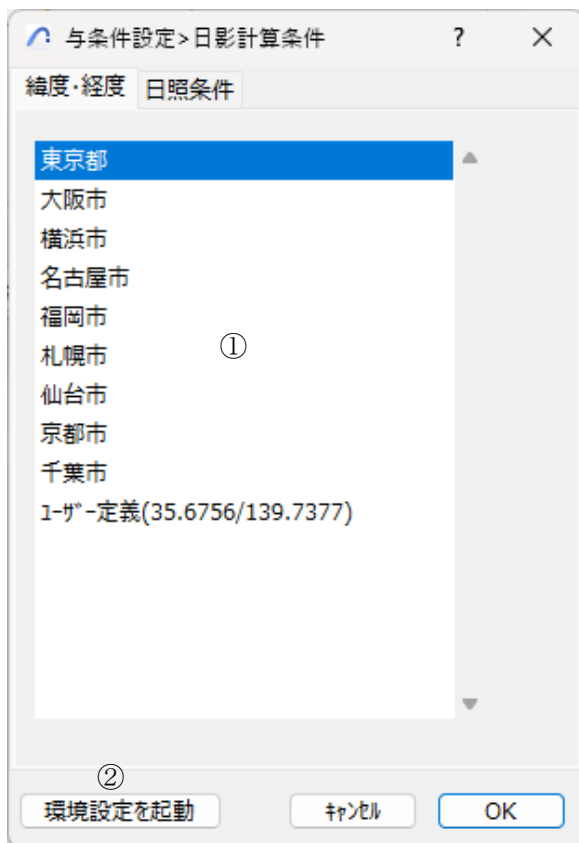 与条件設定>日影計算条件 ?
緯度・経度 日照条件
東京都
大阪市
横浜市
名古屋市
福岡市
①
札幌市
仙台市
京都市
千葉市
ﾕｰｻﾞｰ定義(35.6756/139.7377)
②
環境設定を起動 ｷｬﾝｾﾙ OK